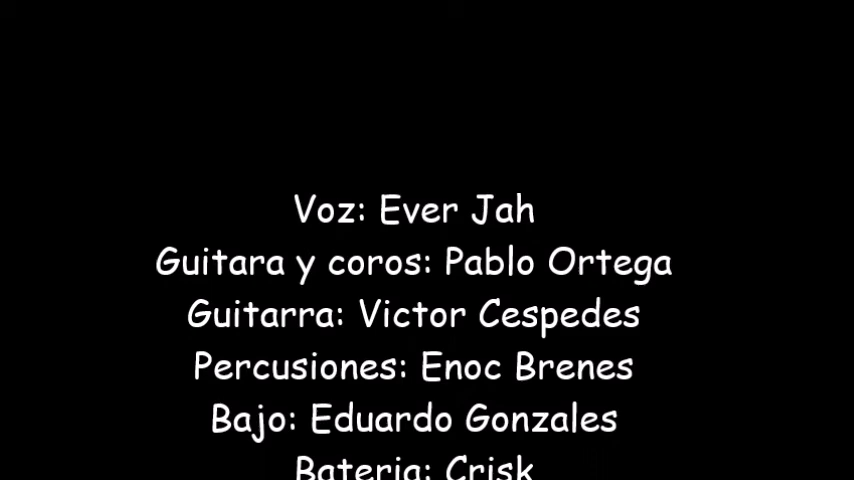 Voz: Ever Jah
Guitara y coros: Pablo Ortega
Guitarra: Victor Cespedes
Percusiones: Enoc Brenes
Bajo: Eduardo Gonzales
Bateria: Crisk